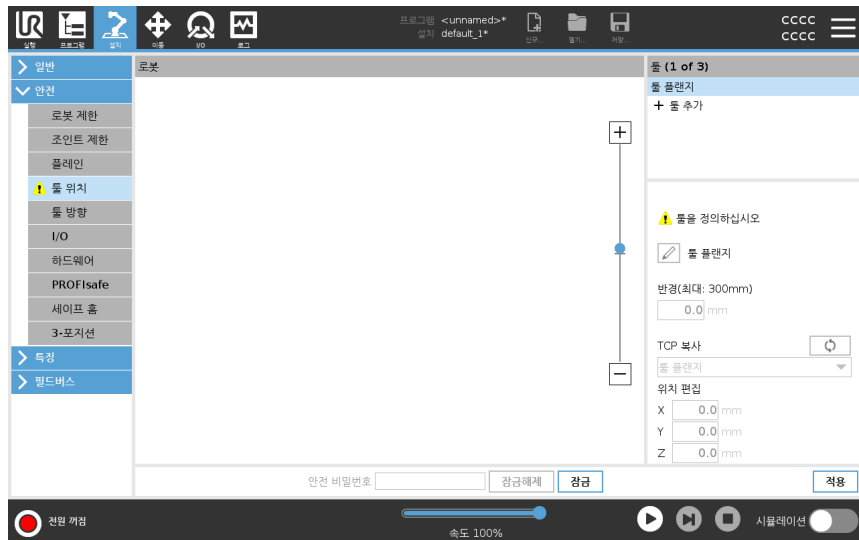 프로그램 <unnamed>*
설치 default_1*
cccc
cccc
실행
프로그램
설치
이동
I/O
로그
신규...
열기...
저장...
일반
안전
로봇 제한
조인트 제한
플레인
툴 위치
툴 방향
I/O
하드웨어
PROFIsafe
세이프 홈
3-포지션
특징
필드버스
로봇
툴 (1 of 3)
툴 플랜지
툴 추가
툴을 정의하십시오
툴 플랜지
반경(최대: 300mm)
0.0 mm
TCP 복사
툴 플랜지
위치 편집
X 0.0 mm
Y 0.0 mm
Z 0.0 mm
안전 비밀번호 잠금해제 잠금 적용
전원 꺼짐
속도 100%
시뮬레이션